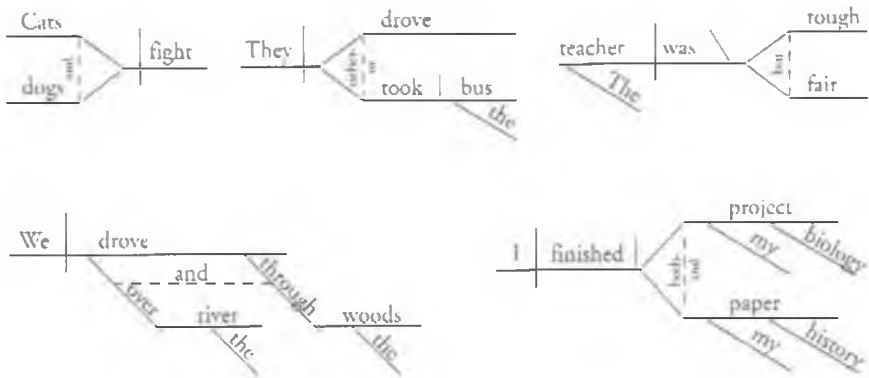 Cats
and
dogs
fight
They
either
or
drove
took bus
the
teacher was
The
but
rough
fair
We drove
and
over
through
river
the
woods
the
I finished
both
and
project
my
biology
paper
my
history